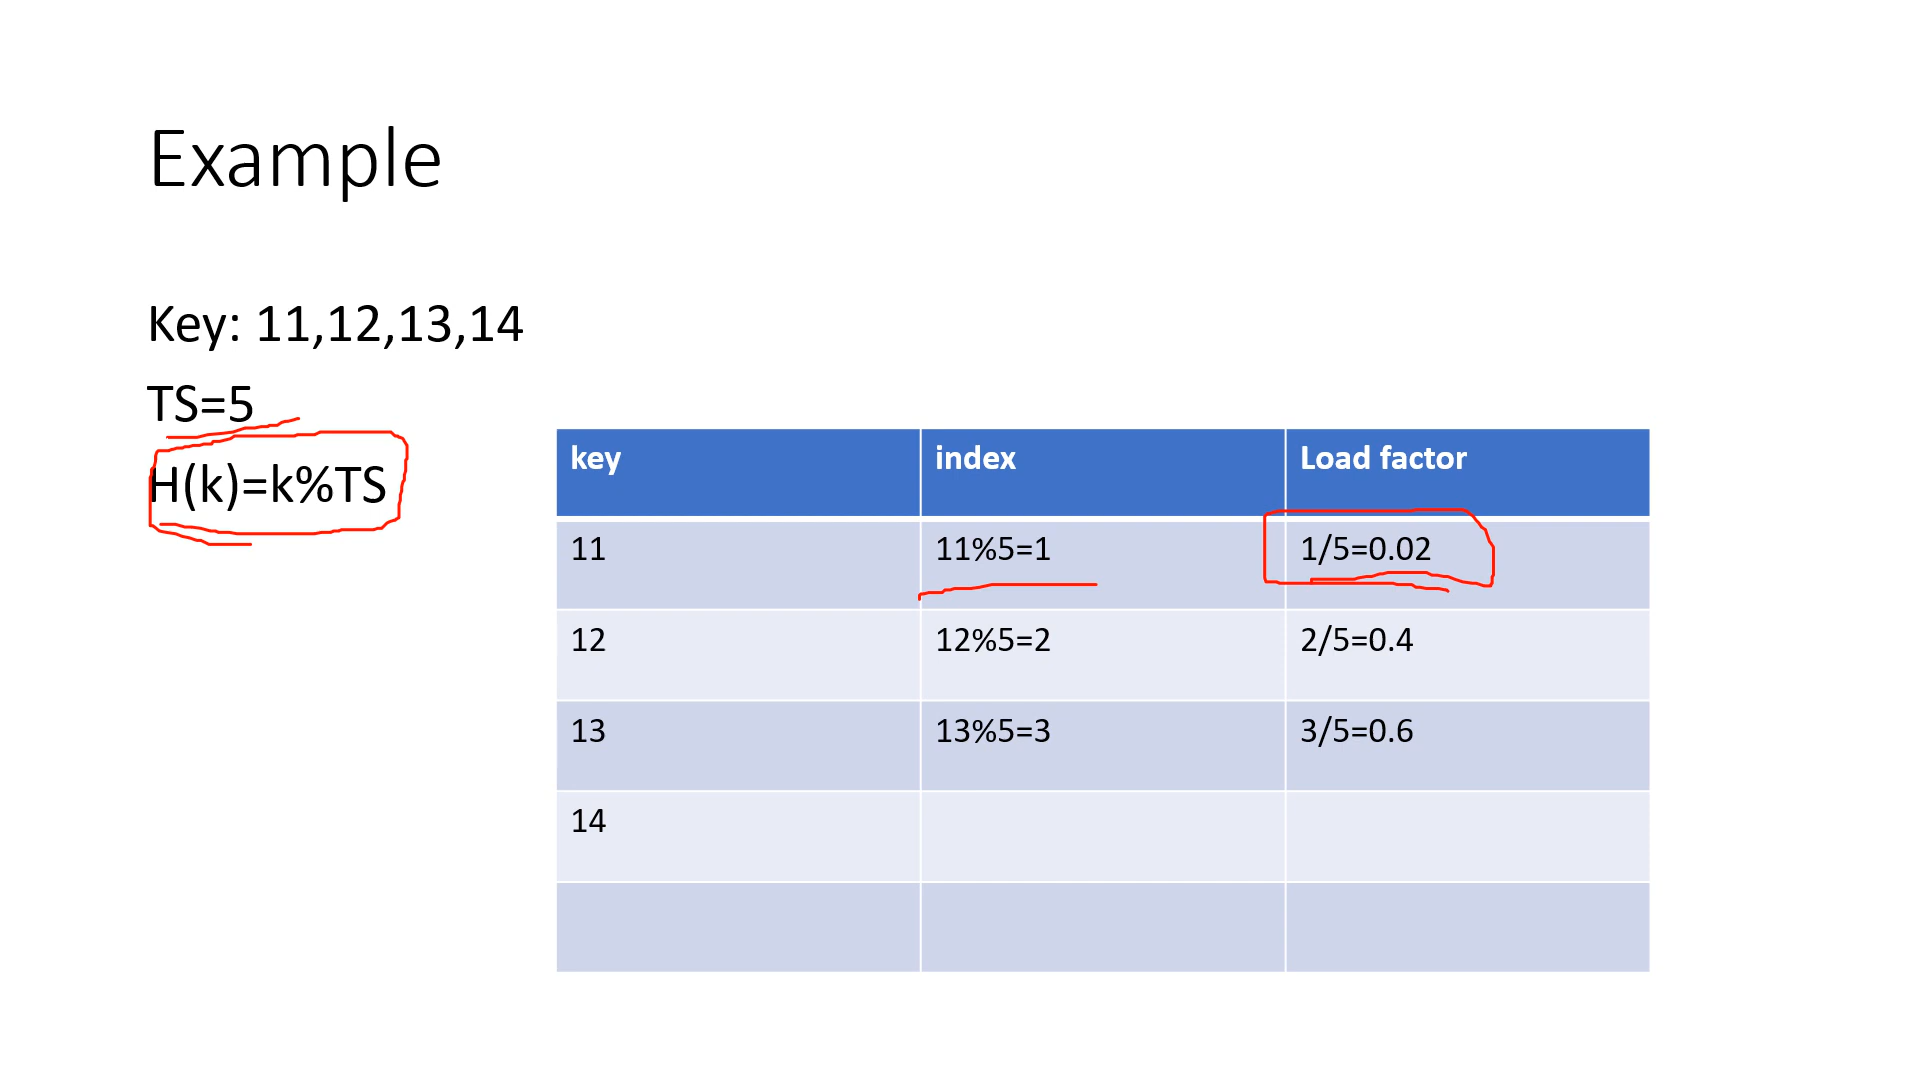 Example
Key: 11,12,13,14
TS=5
H(k)=k%TS
key index Load factor
11 11%5=1 1/5=0.02
12 12%5=2 2/5=0.4
13 13%5=3 3/5=0.6
14